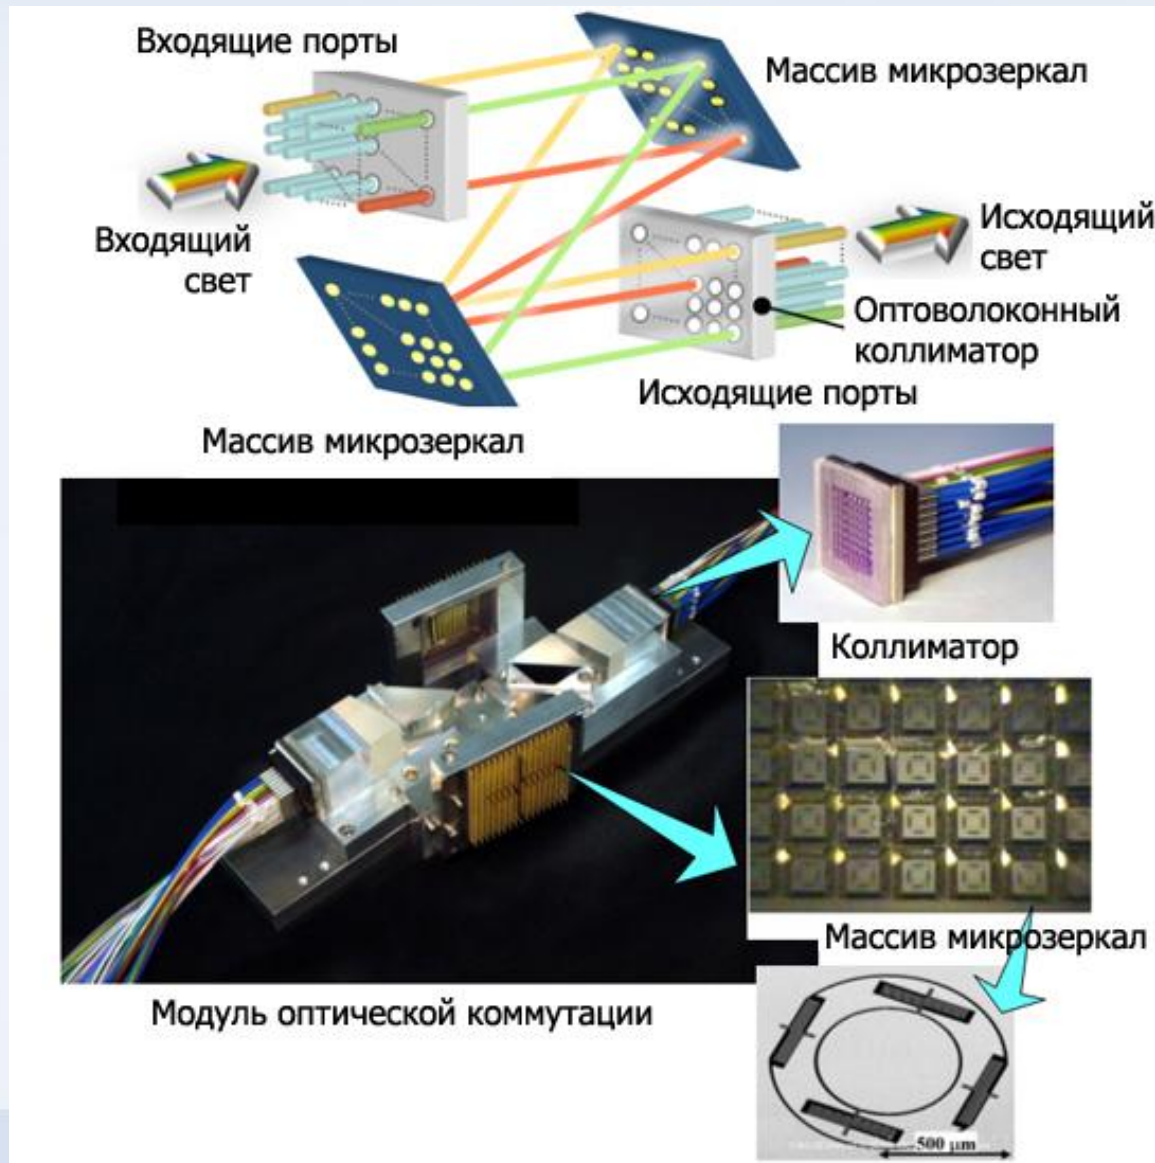 Входящие порты
Массив микрозеркал
Входящий
свет
Исходящий
свет
Оптоволоконный
коллиматор
Исходящие порты
Массив микрозеркал
Коллиматор
Массив микрозеркал
Модуль оптической коммутации
500 μm